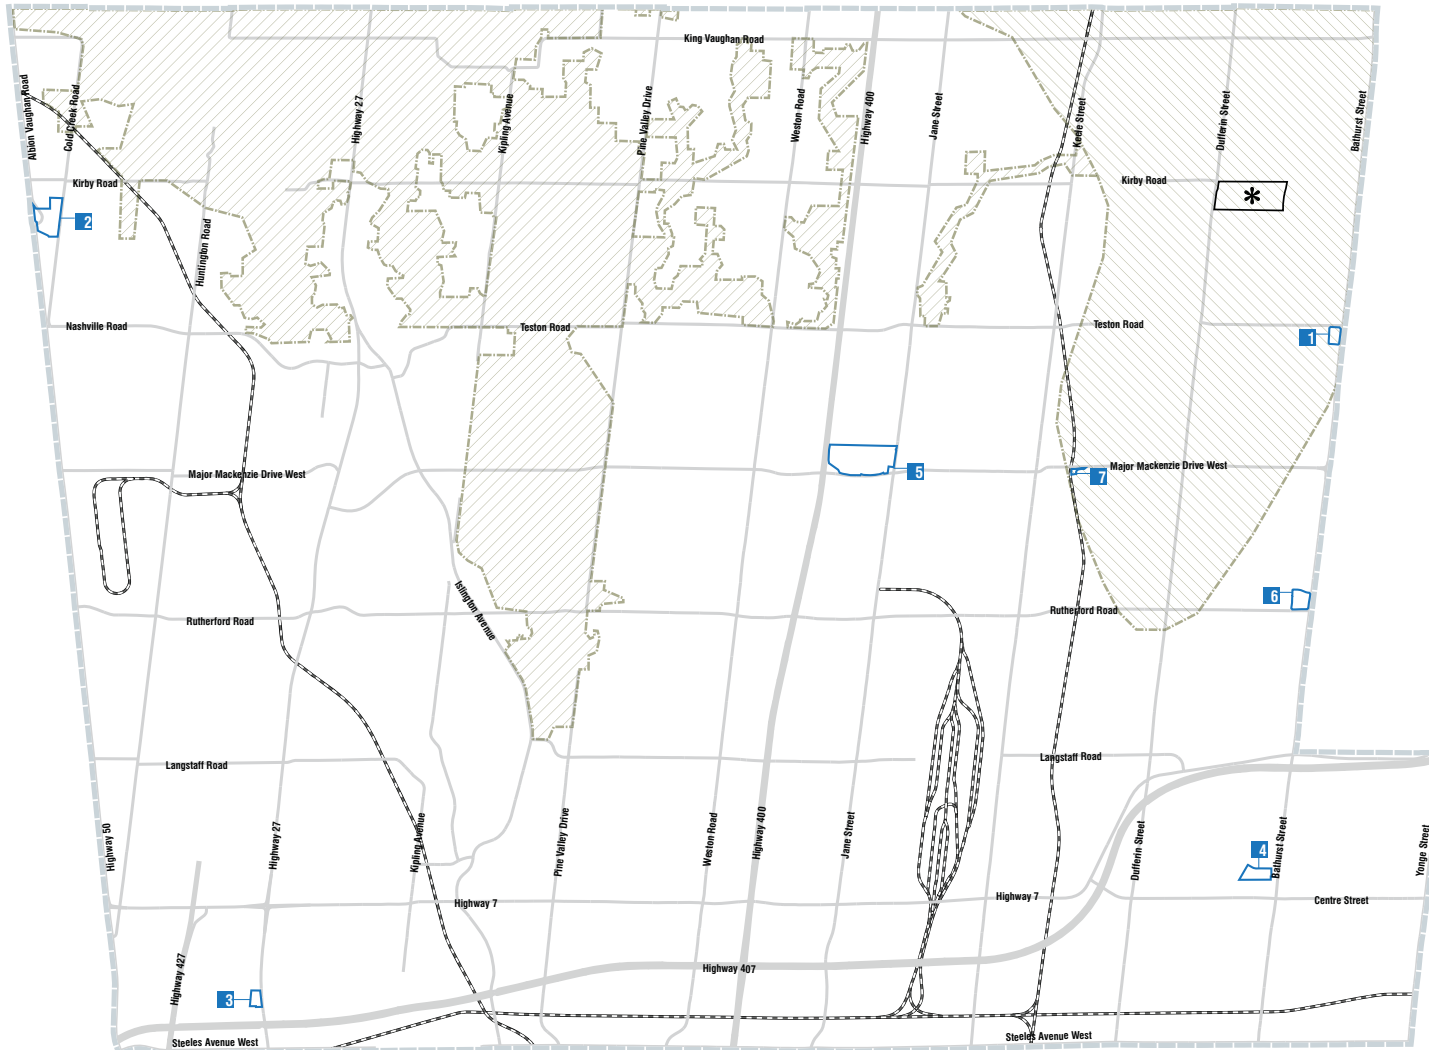 King Vaughan Road
Albion Vaughan Road
Cold Creek Road
Highway 27
Kipling Avenue
Pine Valley Drive
Weston Road
Highway 400
Jane Street
Keele Street
Dufferin Street
Bathurst Street
Kirby Road
Kirby Road
*
2
Huntington Road
Nashville Road
Teston Road
Teston Road
1
Major Mackenzie Drive West
5
Major Mackenzie Drive West
7
Islington Avenue
6
Rutherford Road
Rutherford Road
Langstaff Road
Langstaff Road
Highway 50
Highway 27
Kipling Avenue
Pine Valley Drive
Weston Road
Highway 400
Jane Street
Dufferin Street
4
Bathurst Street
Yonge Street
Highway 7
Highway 7
Centre Street
Highway 427
Highway 407
3
Steeles Avenue West
Steeles Avenue West